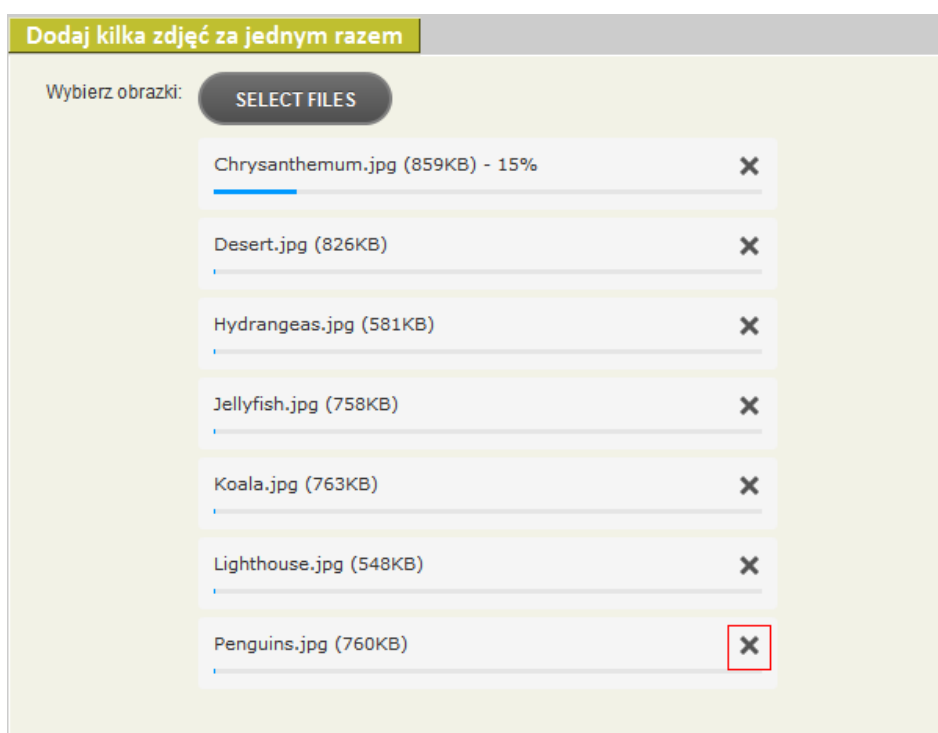 Dodaj kilka zdjęć za jednym razem
Wybierz obrazki:
SELECT FILES
Chrysanthemum.jpg (859KB) - 15%
Desert.jpg (826KB)
Hydrangeas.jpg (581KB)
Jellyfish.jpg (758KB)
Koala.jpg (763KB)
Lighthouse.jpg (548KB)
Penguins.jpg (760KB)